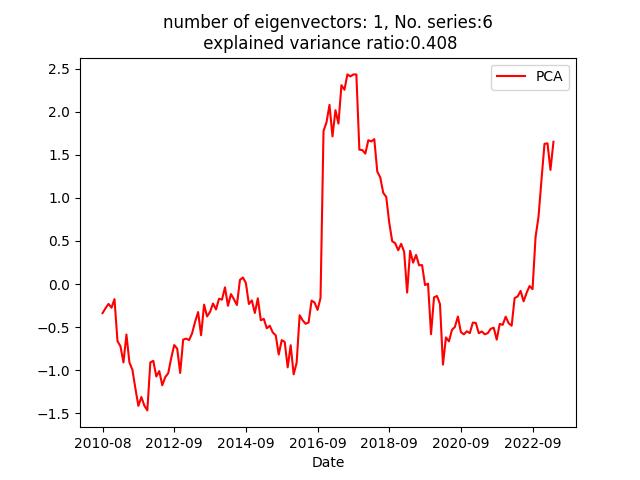 number of eigenvectors: 1, No. series:6
explained variance ratio:0.408
PCA
2.5
2.0
1.5
1.0
0.5
0.0
−0.5
−1.0
−1.5
2010-08 2012-09 2014-09 2016-09 2018-09 2020-09 2022-09
Date